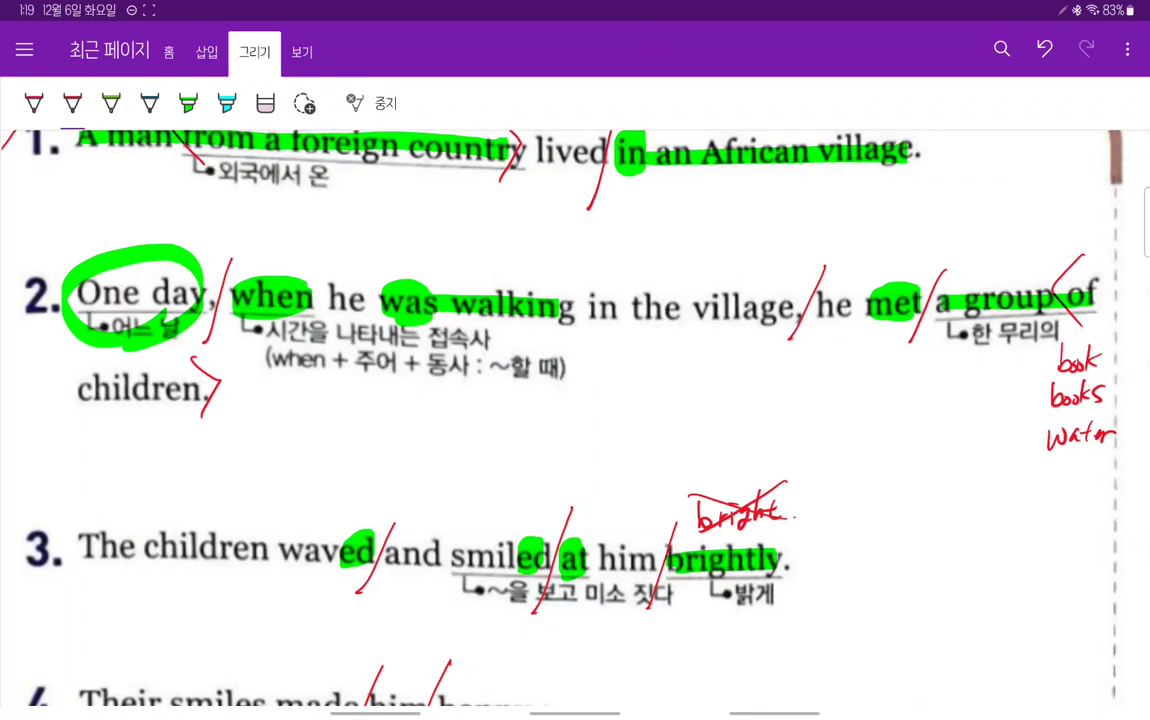 1:19 12월 6일 화요일
83%
최근 페이지 홈 삽입 그리기 보기
중지
1. A man from a foreign country lived in an African village.
외국에서 온
2. One day, when he was walking in the village, he met a group of
어느 날 시간을 나타내는 접속사 한 무리의
(when + 주어 + 동사 : ~할 때)
book
children.
books
water
bright.
3. The children waved and smiled at him brightly.
~을 보고 미소 짓다 밝게
4. Their smiles made him happy.